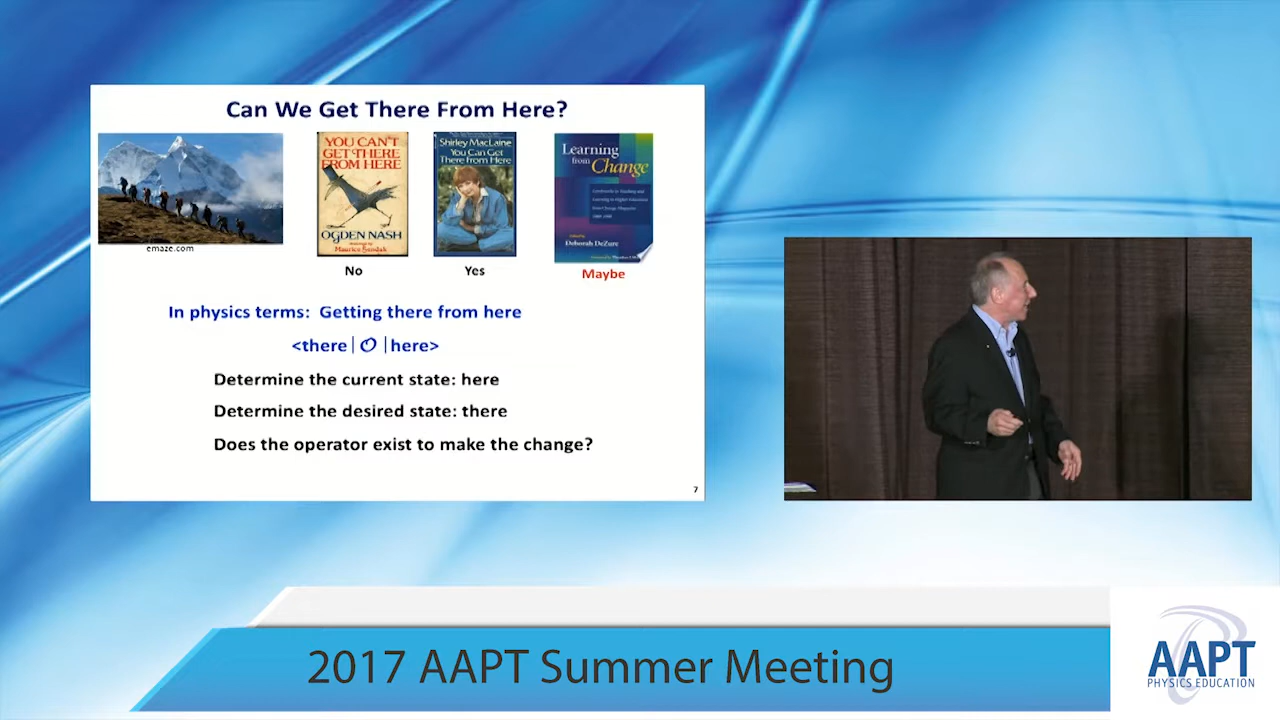 Can We Get There From Here?
YOU CAN'T
GET THERE
FROM HERE
OGDEN NASH
Maurice Sendak
Shirley MacLaine
You Can Get
There From Here
Learning
from Change
Deborah DeZure
emaze.com
No
Yes
Maybe
In physics terms: Getting there from here
<there|O|here>
Determine the current state: here
Determine the desired state: there
Does the operator exist to make the change?
7
2017 AAPT Summer Meeting
AAPT
PHYSICS EDUCATION